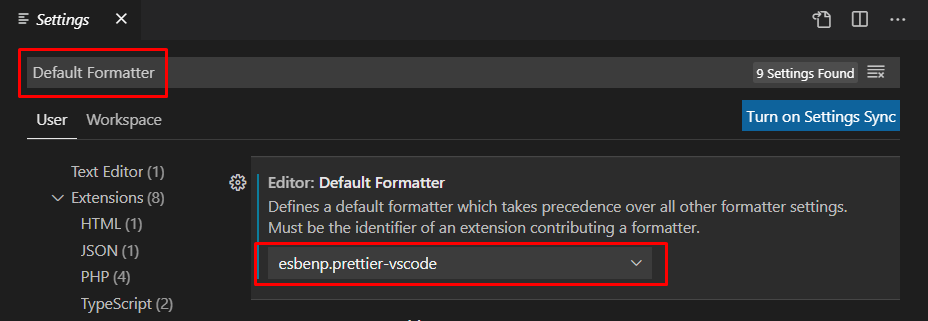 Settings
Default Formatter
9 Settings Found
User Workspace
Turn on Settings Sync
Text Editor (1)
Extensions (8)
HTML (1)
JSON (1)
PHP (4)
TypeScript (2)
Editor: Default Formatter
Defines a default formatter which takes precedence over all other formatter settings.
Must be the identifier of an extension contributing a formatter.
esbenp.prettier-vscode